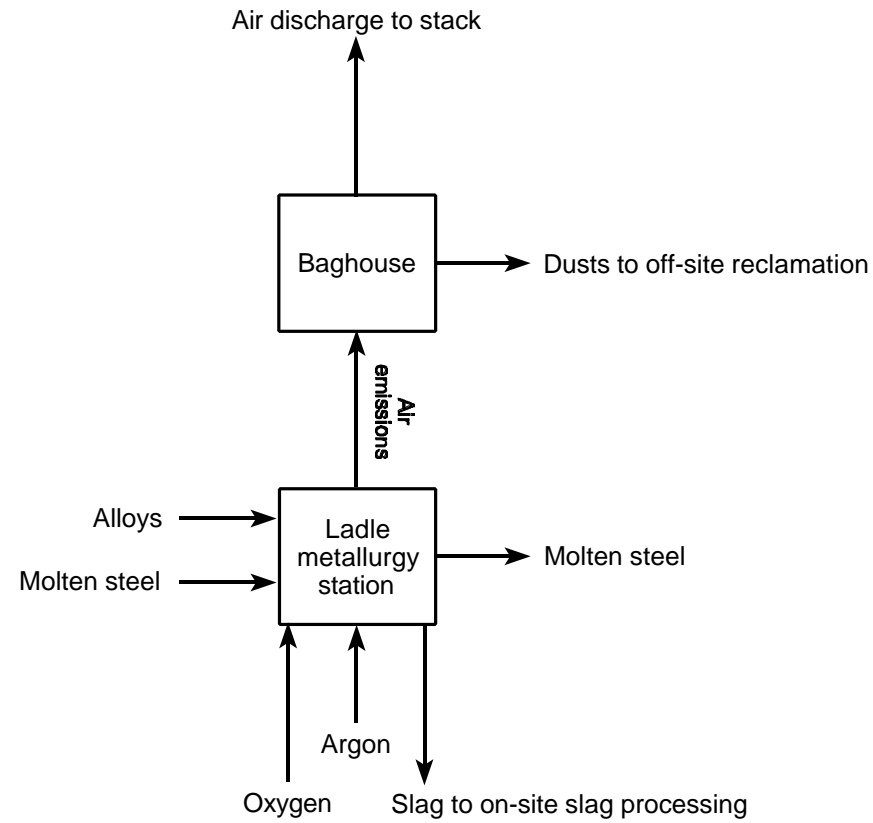 Air discharge to stack
Baghouse
Dusts to off-site reclamation
Air
emissions
Alloys
Ladle
metallurgy
station
Molten steel
Molten steel
Argon
Oxygen
Slag to on-site slag processing